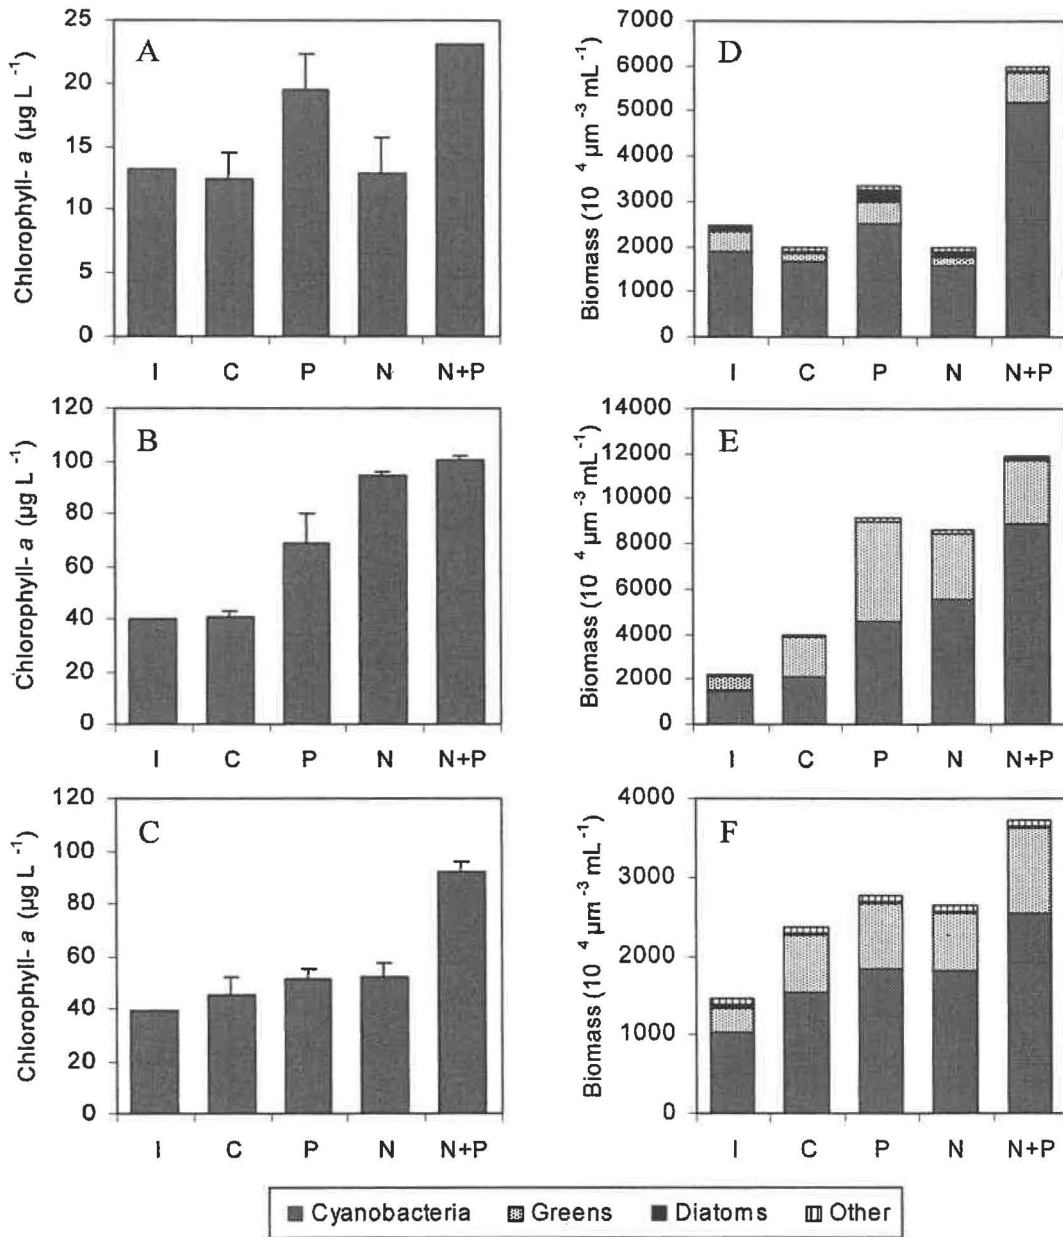 A
Chlorophyll- a (µg L -1)
25
20
15
10
5
0
I C P N N+P
D
Biomass (10 4 µm -3 mL -1)
7000
6000
5000
4000
3000
2000
1000
0
I C P N N+P
B
Chlorophyll- a (µg L -1)
120
100
80
60
40
20
0
I C P N N+P
E
Biomass (10 4 µm -3 mL -1)
14000
12000
10000
8000
6000
4000
2000
0
I C P N N+P
C
Chlorophyll- a (µg L -1)
120
100
80
60
40
20
0
I C P N N+P
F
Biomass (10 4 µm -3 mL -1)
4000
3000
2000
1000
0
I C P N N+P
Cyanobacteria Greens Diatoms Other